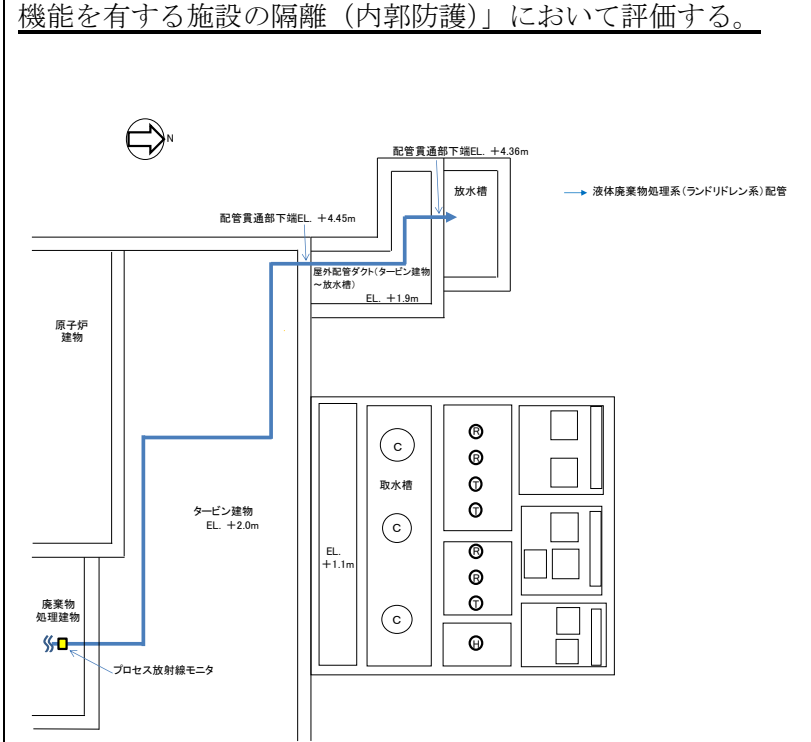 機能を有する施設の隔離（内郭防護）」において評価する。
N
配管貫通部下端EL. +4.36m
放水槽
液体廃棄物処理系(ランドリドレン系)配管
配管貫通部下端EL. +4.45m
屋外配管ダクト(タービン建物
～放水槽)
EL. +1.9m
原子炉
建物
C
取水槽
C
C
R
R
T
T
R
R
T
H
タービン建物
EL. +2.0m
EL.
+1.1m
廃棄物
処理建物
プロセス放射線モニタ